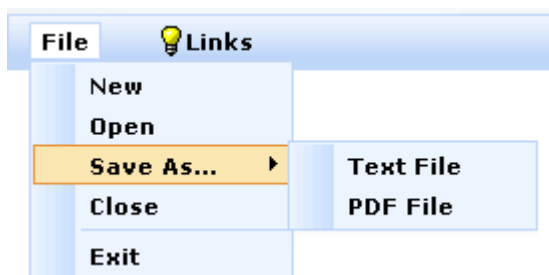 File Links
New
Open
Save As... Text File
Close PDF File
Exit